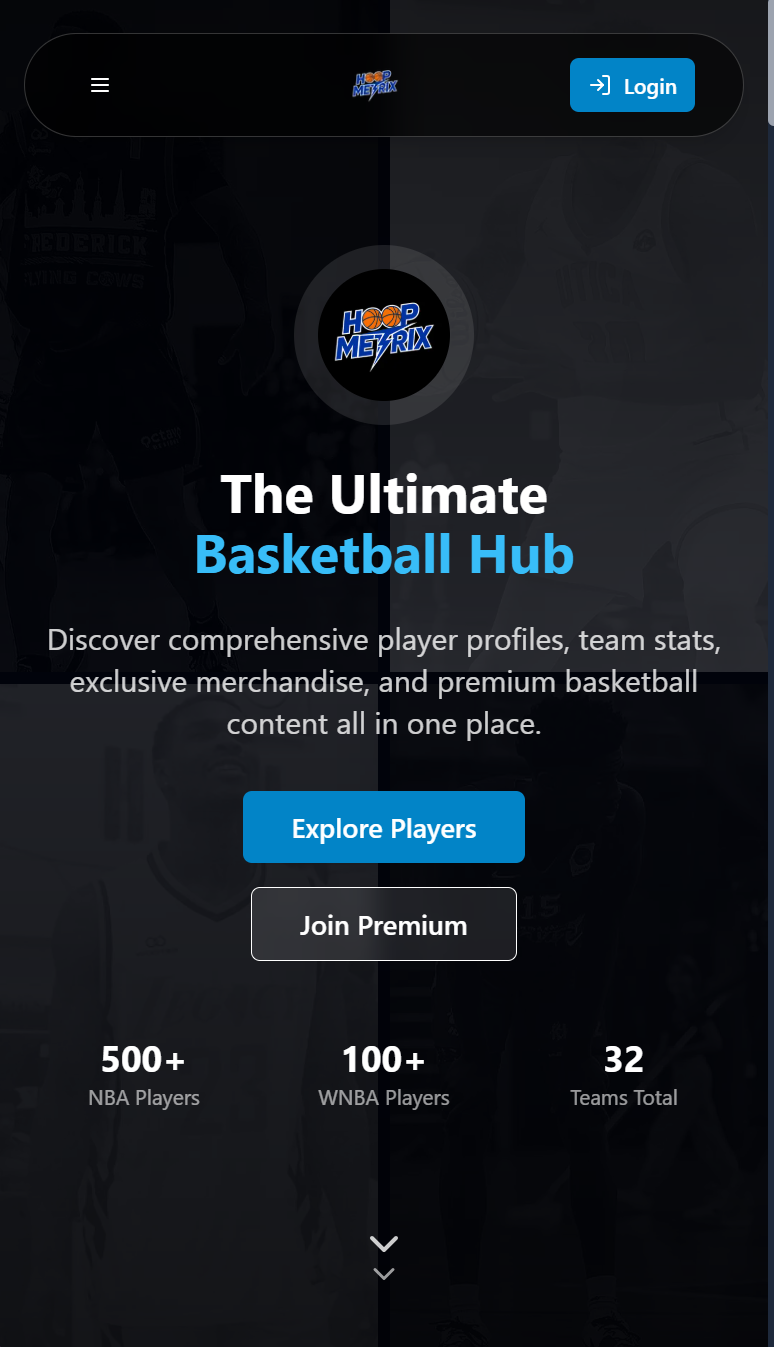 HOOP
METRIX
Login
HOOP
METRIX
The Ultimate
Basketball Hub
Discover comprehensive player profiles, team stats,
exclusive merchandise, and premium basketball
content all in one place.
Explore Players
Join Premium
15
500+
100+
32
NBA Players
WNBA Players
Teams Total